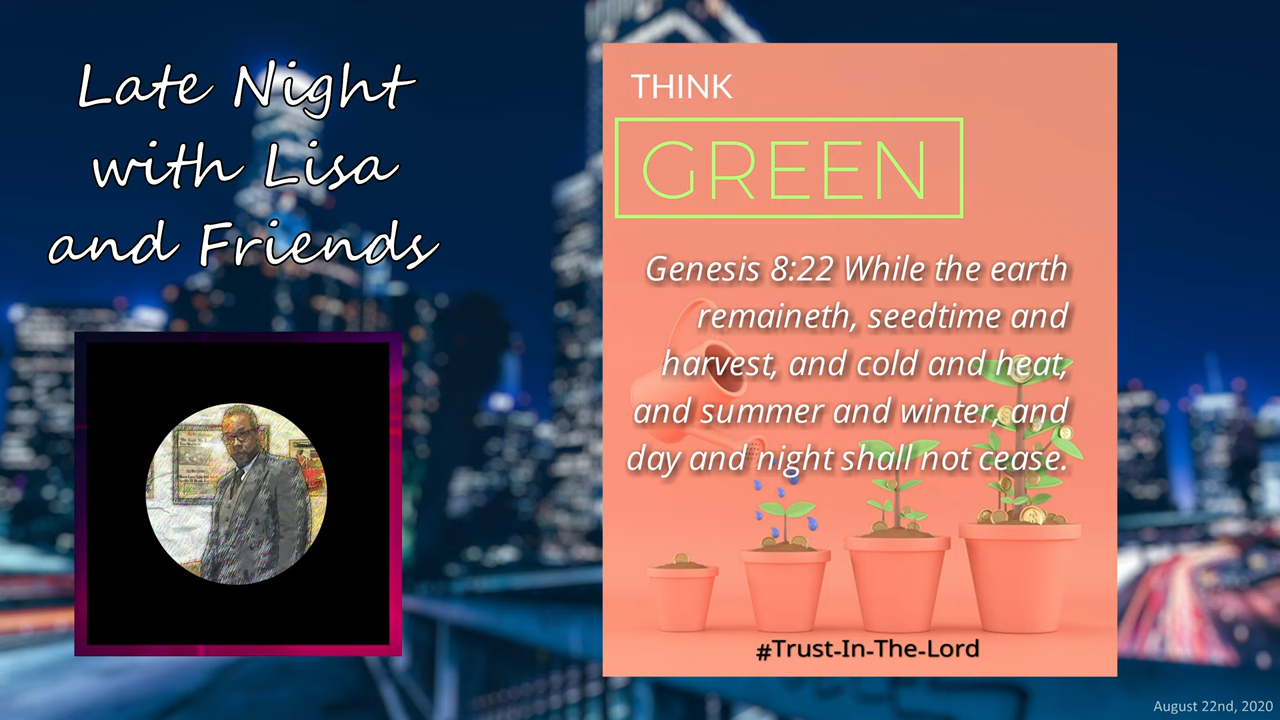 Late Night
with Lisa
and Friends
THINK
GREEN
Genesis 8:22 While the earth
remaineth, seedtime and
harvest, and cold and heat,
and summer and winter, and
day and night shall not cease.
#Trust-In-The-Lord
August 22nd, 2020